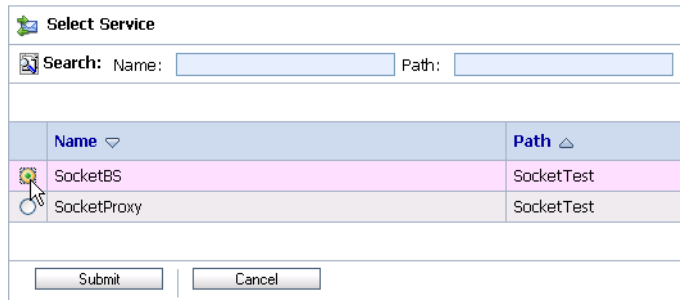 Select Service
Search: Name: Path:
Name Path
SocketBS SocketTest
SocketProxy SocketTest
Submit Cancel